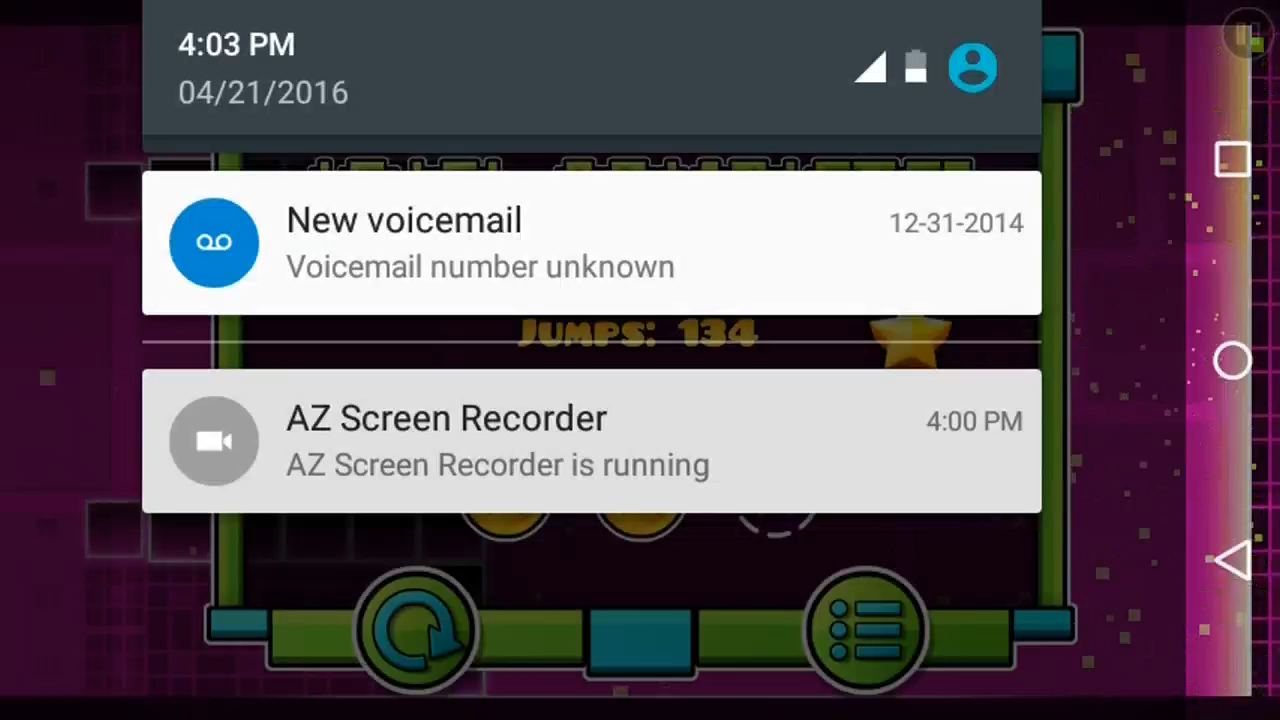 4:03 PM
04/21/2016
New voicemail
12-31-2014
Voicemail number unknown
JUMPS: 134
AZ Screen Recorder
4:00 PM
AZ Screen Recorder is running